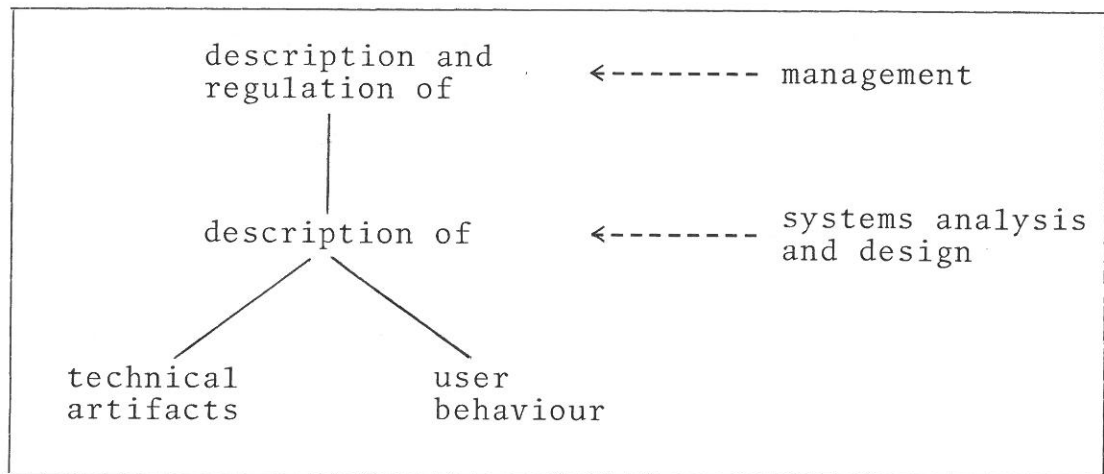 description and
regulation of
management
description of
systems analysis
and design
technical
artifacts
user
behaviour